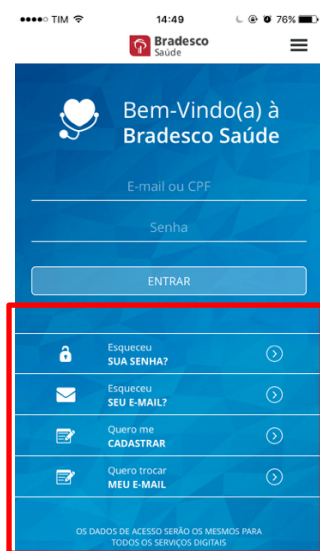 TIM 14:49 76%
Bradesco
Saúde
Bem-Vindo(a) à
Bradesco Saúde
E-mail ou CPF
Senha
ENTRAR
Esqueceu
SUA SENHA?
Esqueceu
SEU E-MAIL?
Quero me
CADASTRAR
Quero trocar
MEU E-MAIL
OS DADOS DE ACESSO SERÃO OS MESMOS PARA
TODOS OS SERVIÇOS DIGITAIS